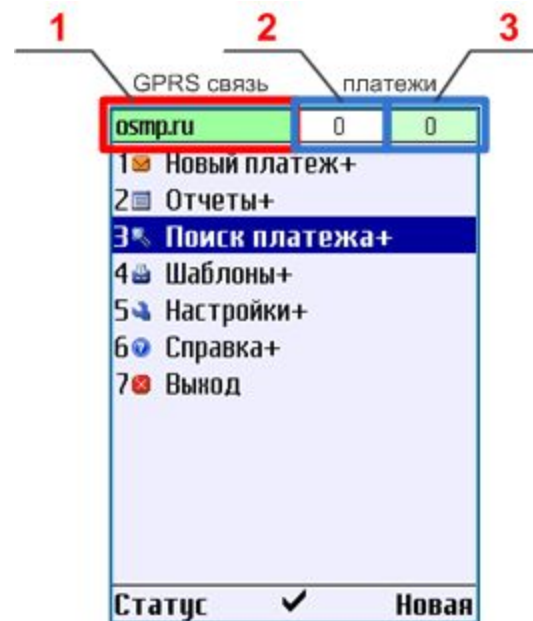 1 2 3
GPRS связь платежи
osmp.ru 0 0
1 Новый платеж+
2 Отчеты+
3 Поиск платежа+
4 Шаблоны+
5 Настройки+
6 Справка+
7 Выход
Статус Новая